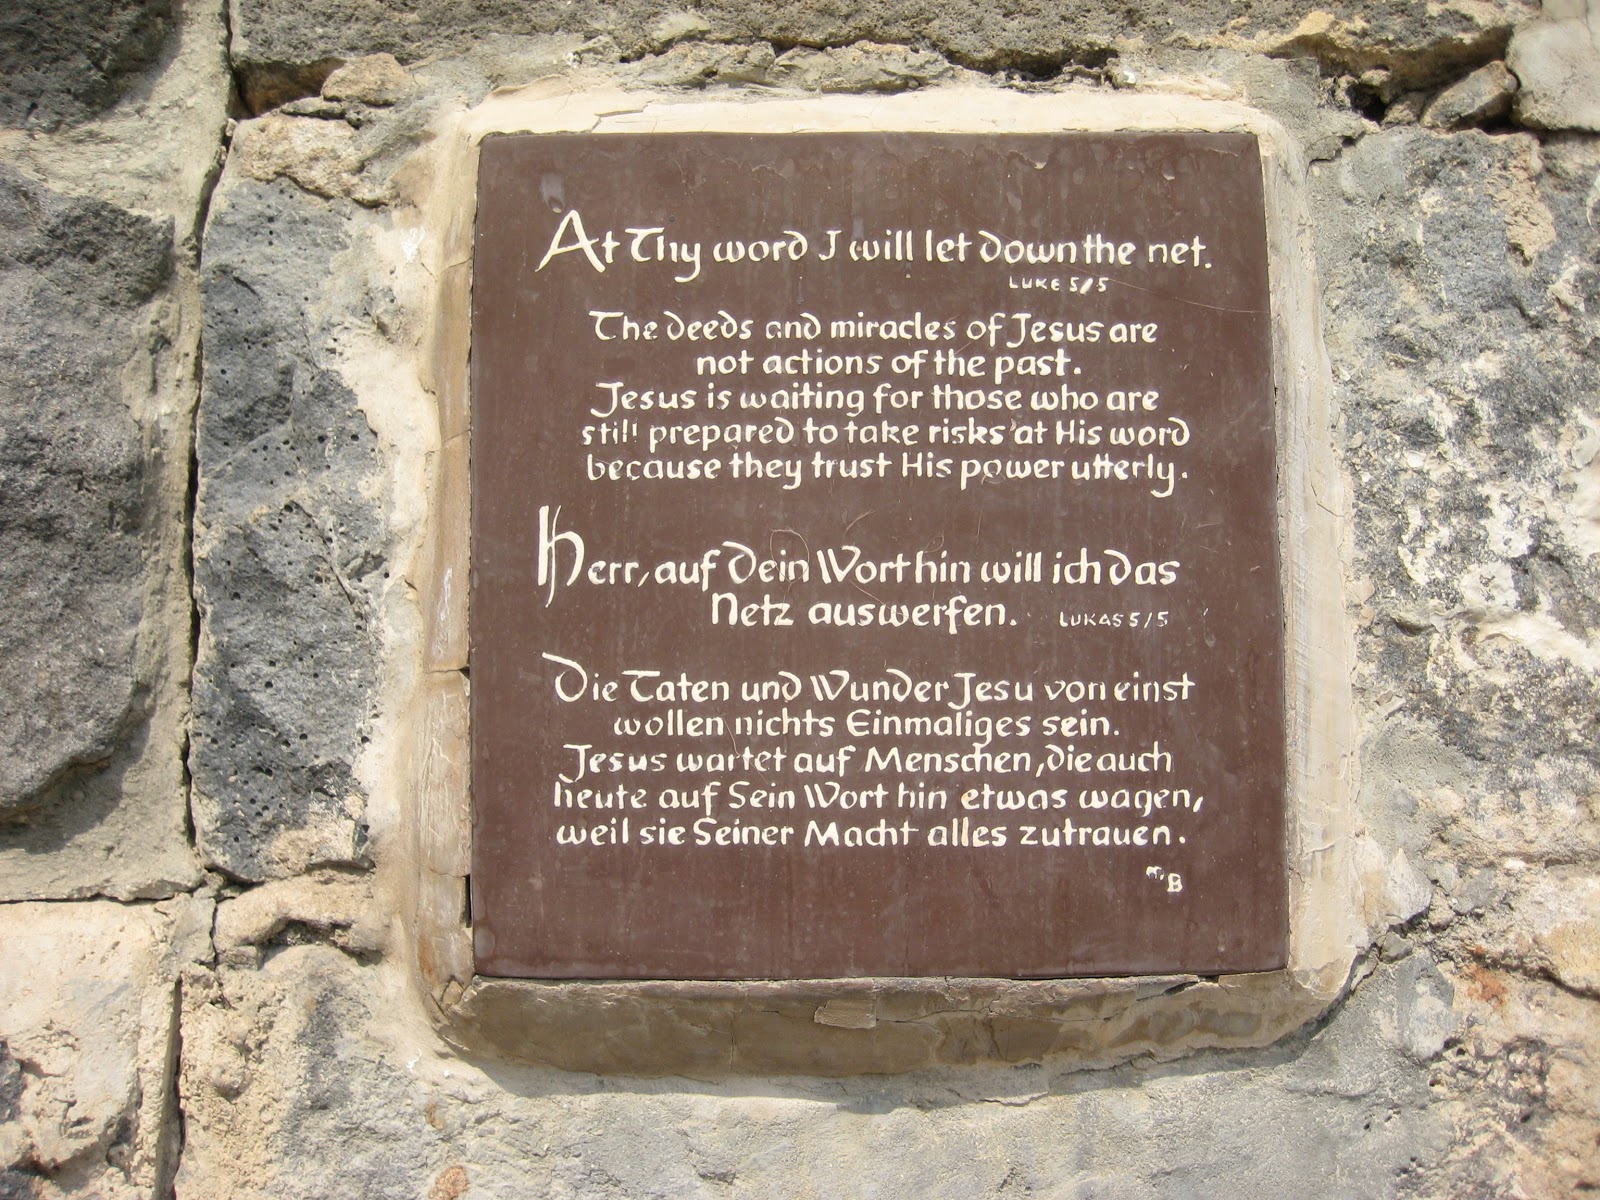 At Thy word I will let down the net.
LUKE 5/5
The deeds and miracles of Jesus are
not actions of the past.
Jesus is waiting for those who are
still prepared to take risks at His word
because they trust His power utterly.
Herr, auf Dein Wort hin will ich das
Netz auswerfen. LUKAS 5/5
Die Taten und Wunder Jesu von einst
wollen nichts Einmaliges sein.
Jesus wartet auf Menschen, die auch
heute auf Sein Wort hin etwas wagen,
weil sie Seiner Macht alles zutrauen.